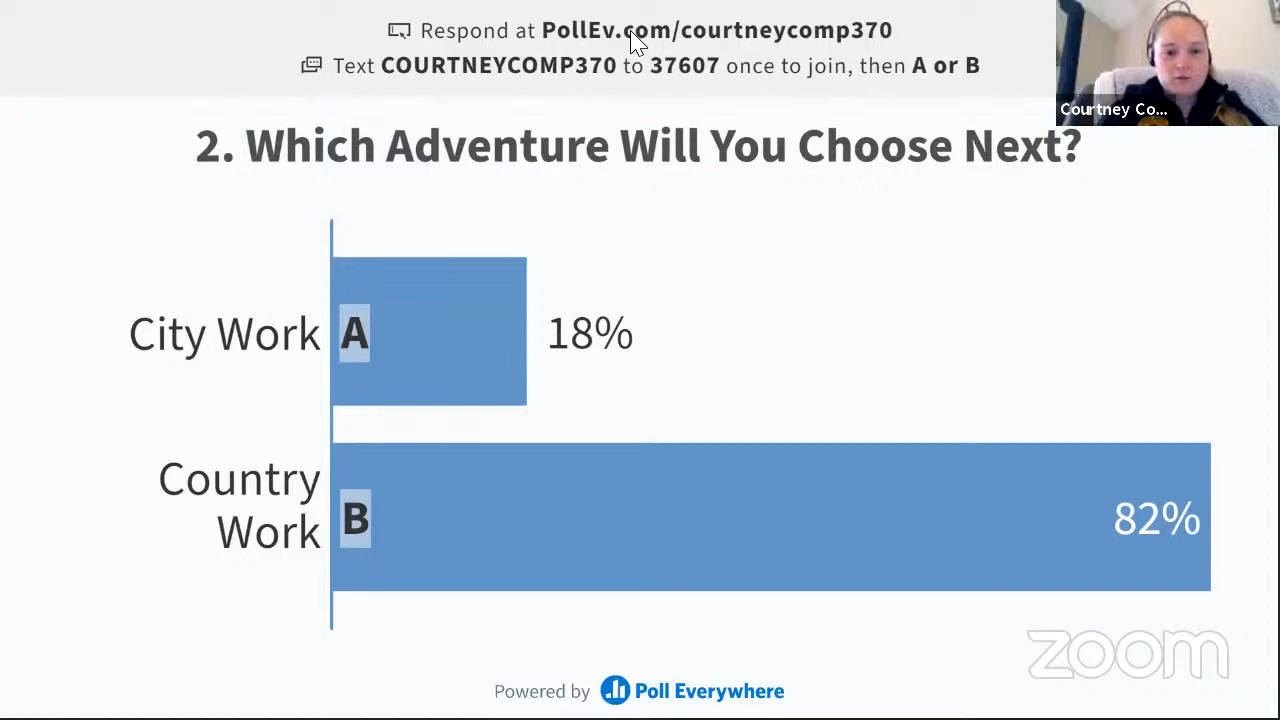 Respond at PollEv.com/courtneycomp370
Text COURTNEYCOMP370 to 37607 once to join, then A or B
Courtney Co...
2. Which Adventure Will You Choose Next?
City Work
A
18%
Country
Work
B
82%
zoom
Powered by Poll Everywhere